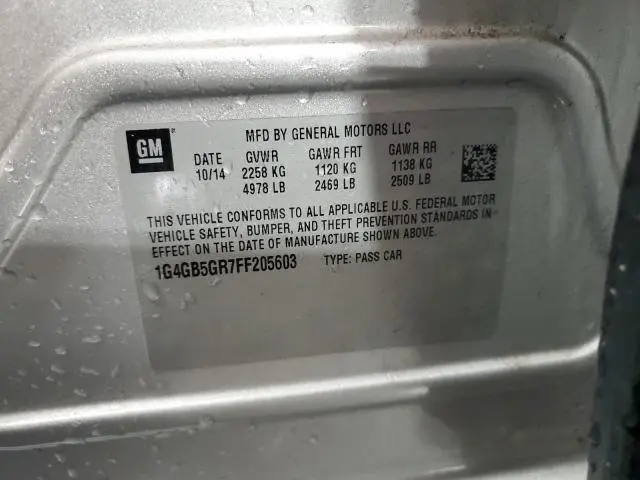 GM
MFD BY GENERAL MOTORS LLC
DATE GVWR GAWR FRT GAWR RR
10/14 2258 KG 1120 KG 1138 KG
4978 LB 2469 LB 2509 LB
THIS VEHICLE CONFORMS TO ALL APPLICABLE U.S. FEDERAL MOTOR
VEHICLE SAFETY, BUMPER, AND THEFT PREVENTION STANDARDS IN
EFFECT ON THE DATE OF MANUFACTURE SHOWN ABOVE.
1G4GB5GR7FF205603 TYPE: PASS CAR